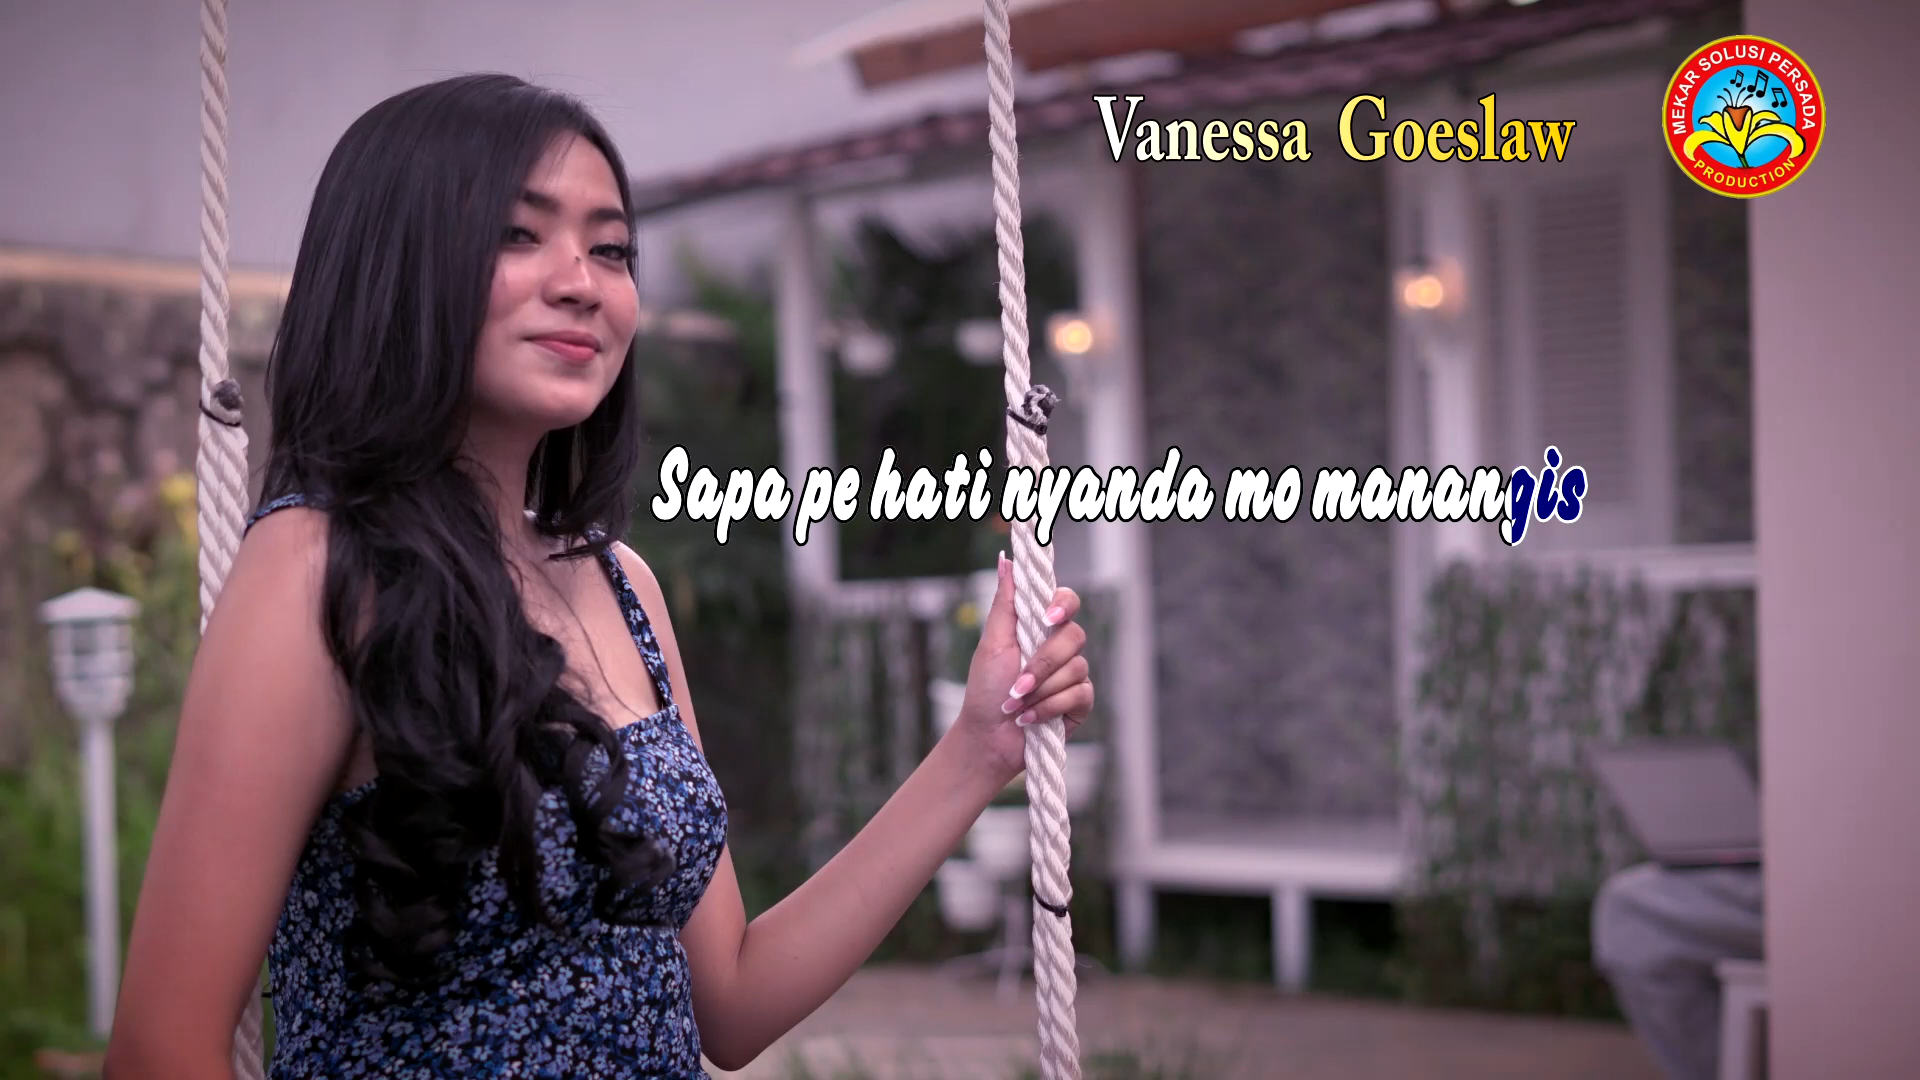 Vanessa Goeslaw
MEKAR SOLUSI PERSADA
PRODUCTION
Sapa pe hati nyanda mo manangis